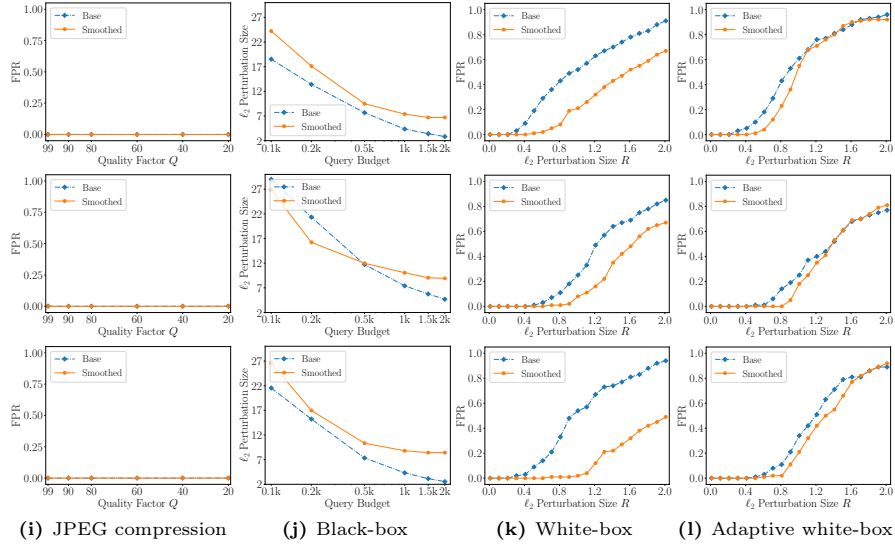 1.00
0.75
0.50
0.25
0.00
FPR
Base
Smoothed
99 90 80 60 40 20
Quality Factor Q
27
22
17
12
7
2
ℓ2 Perturbation Size
Base
Smoothed
0.1k 0.2k 0.5k 1k 1.5k 2k
Query Budget
1.0
0.8
0.6
0.4
0.2
0.0
FPR
Base
Smoothed
0.0 0.4 0.8 1.2 1.6 2.0
ℓ2 Perturbation Size R
1.0
0.8
0.6
0.4
0.2
0.0
FPR
Base
Smoothed
0.0 0.4 0.8 1.2 1.6 2.0
ℓ2 Perturbation Size R
1.00
0.75
0.50
0.25
0.00
FPR
Base
Smoothed
99 90 80 60 40 20
Quality Factor Q
27
22
17
12
7
2
ℓ2 Perturbation Size
Base
Smoothed
0.1k 0.2k 0.5k 1k 1.5k 2k
Query Budget
1.0
0.8
0.6
0.4
0.2
0.0
FPR
Base
Smoothed
0.0 0.4 0.8 1.2 1.6 2.0
ℓ2 Perturbation Size R
1.0
0.8
0.6
0.4
0.2
0.0
FPR
Base
Smoothed
0.0 0.4 0.8 1.2 1.6 2.0
ℓ2 Perturbation Size R
1.00
0.75
0.50
0.25
0.00
FPR
Base
Smoothed
99 90 80 60 40 20
Quality Factor Q
27
22
17
12
7
2
ℓ2 Perturbation Size
Base
Smoothed
0.1k 0.2k 0.5k 1k 1.5k 2k
Query Budget
1.0
0.8
0.6
0.4
0.2
0.0
FPR
Base
Smoothed
0.0 0.4 0.8 1.2 1.6 2.0
ℓ2 Perturbation Size R
1.0
0.8
0.6
0.4
0.2
0.0
FPR
Base
Smoothed
0.0 0.4 0.8 1.2 1.6 2.0
ℓ2 Perturbation Size R
(i) JPEG compression
(j) Black-box
(k) White-box
(l) Adaptive white-box